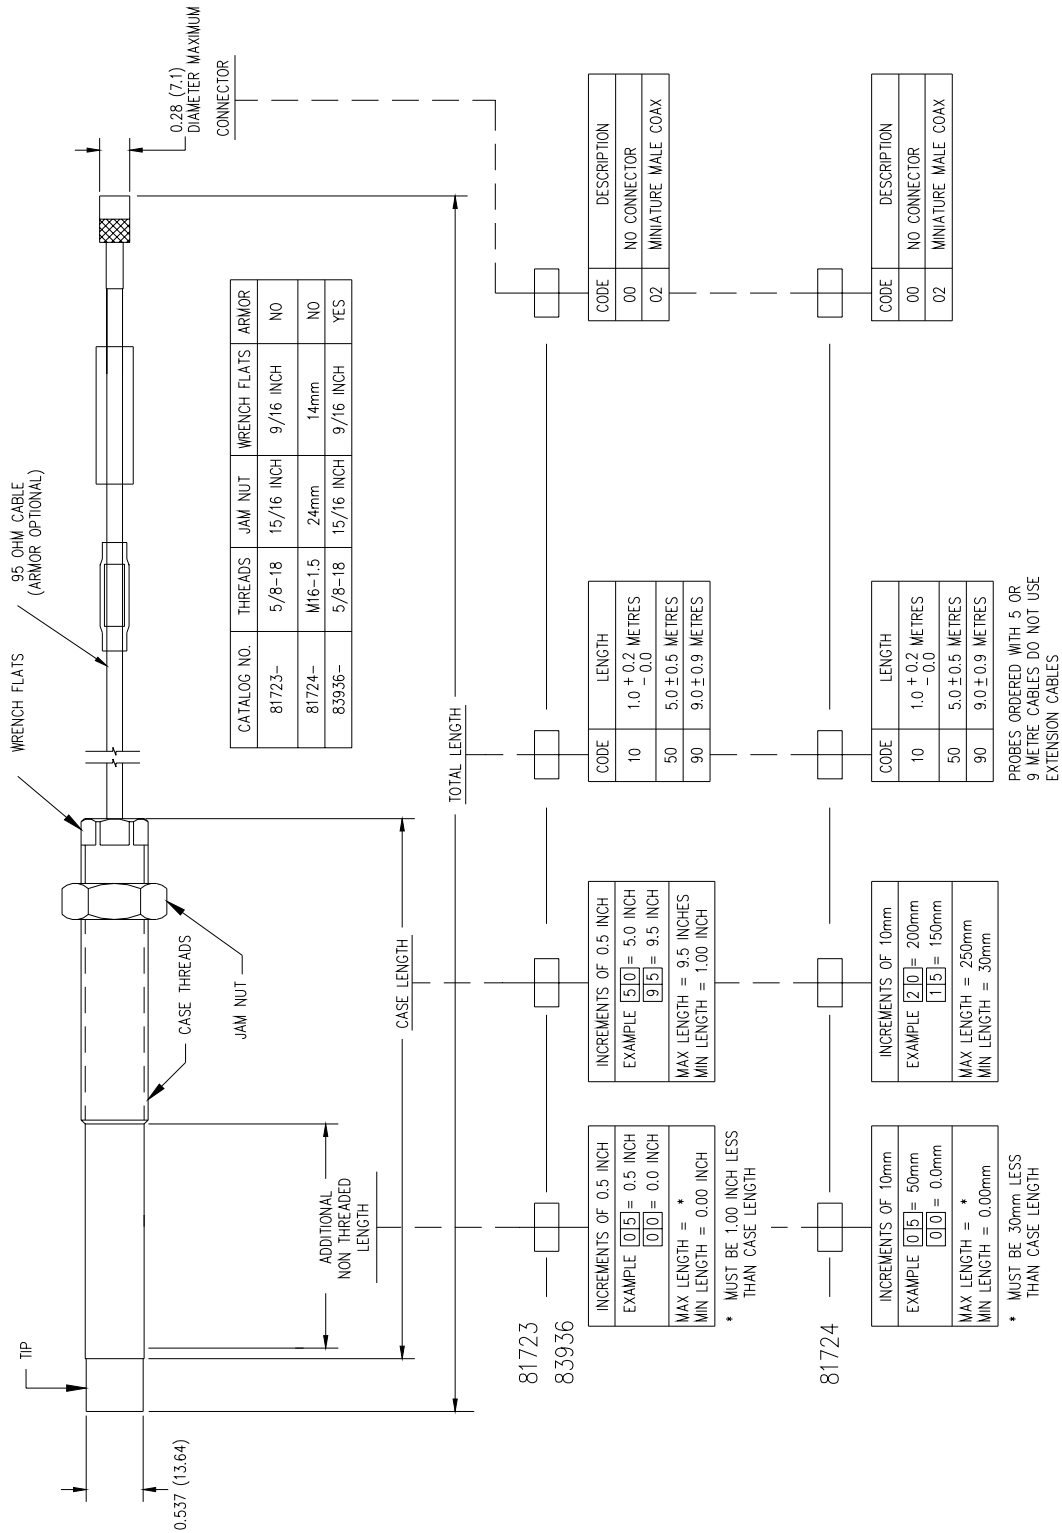 0.28 (7.1)
DIAMETER MAXIMUM
CONNECTOR
95 OHM CABLE
(ARMOR OPTIONAL)
WRENCH FLATS
TIP
0.537 (13.64)
CASE THREADS
JAM NUT
ADDITIONAL
NON THREADED
LENGTH
CASE LENGTH
TOTAL LENGTH
CATALOG NO. THREADS JAM NUT WRENCH FLATS ARMOR
81723- 5/8-18 15/16 INCH 9/16 INCH NO
81724- M16-1.5 24mm 14mm NO
83936- 5/8-18 15/16 INCH 9/16 INCH YES
81723
83936
INCREMENTS OF 0.5 INCH
EXAMPLE 0 5 = 0.5 INCH
0 0 = 0.0 INCH
MAX LENGTH = *
MIN LENGTH = 0.00 INCH
* MUST BE 1.00 INCH LESS
THAN CASE LENGTH
INCREMENTS OF 0.5 INCH
EXAMPLE 5 0 = 5.0 INCH
9 5 = 9.5 INCH
MAX LENGTH = 9.5 INCHES
MIN LENGTH = 1.00 INCH
CODE LENGTH
10 1.0 + 0.2 METRES
- 0.0
50 5.0 ± 0.5 METRES
90 9.0 ± 0.9 METRES
CODE DESCRIPTION
00 NO CONNECTOR
02 MINIATURE MALE COAX
81724
INCREMENTS OF 10mm
EXAMPLE 0 5 = 50mm
0 0 = 0.0mm
MAX LENGTH = *
MIN LENGTH = 0.00mm
* MUST BE 30mm LESS
THAN CASE LENGTH
INCREMENTS OF 10mm
EXAMPLE 2 0 = 200mm
1 5 = 150mm
MAX LENGTH = 250mm
MIN LENGTH = 30mm
CODE LENGTH
10 1.0 + 0.2 METRES
- 0.0
50 5.0 ± 0.5 METRES
90 9.0 ± 0.9 METRES
PROBES ORDERED WITH 5 OR
9 METRE CABLES DO NOT USE
EXTENSION CABLES
CODE DESCRIPTION
00 NO CONNECTOR
02 MINIATURE MALE COAX